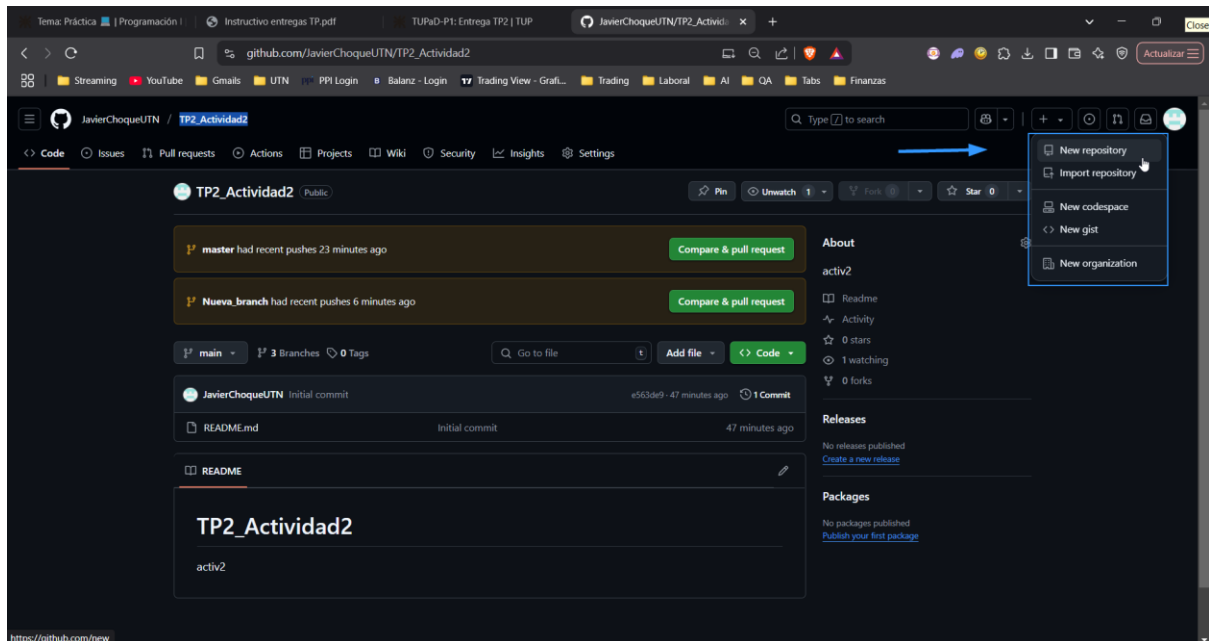 Tema: Práctica 💻 | Programación I
Instructivo entregas TP.pdf
TUPaD-P1: Entrega TP2 | TUP
JavierChoqueUTN/TP2_Activida
Close
github.com/JavierChoqueUTN/TP2_Actividad2
Actualizar
Streaming YouTube Gmails UTN PPI Login Balanz - Login Trading View - Grafi... Trading Laboral AI QA Tabs Finanzas
JavierChoqueUTN / TP2_Actividad2
Type / to search
Code Issues Pull requests Actions Projects Wiki Security Insights Settings
New repository
Import repository
New codespace
New gist
New organization
TP2_Actividad2 Public
Pin Unwatch 1 Fork 0 Star 0
master had recent pushes 23 minutes ago
Compare & pull request
Nueva_branch had recent pushes 6 minutes ago
Compare & pull request
main 3 Branches 0 Tags
Go to file t Add file Code
JavierChoqueUTN Initial commit e563de9 · 47 minutes ago 1 Commit
README.md Initial commit 47 minutes ago
README
TP2_Actividad2
activ2
About
activ2
Readme
Activity
0 stars
1 watching
0 forks
Releases
No releases published
Create a new release
Packages
No packages published
Publish your first package
https://github.com/new